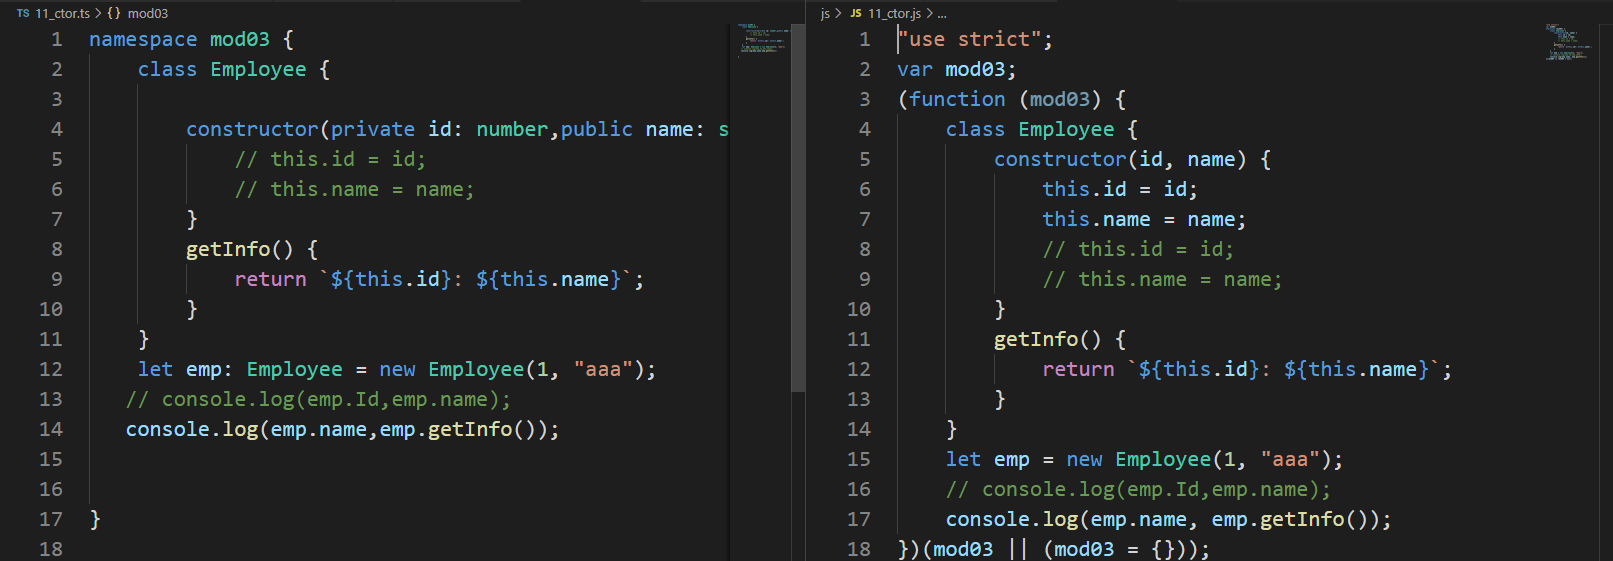 TS 11_ctor.ts > {} mod03
1 namespace mod03 {
2 class Employee {
3
4 constructor(private id: number,public name: s
5 // this.id = id;
6 // this.name = name;
7 }
8 getInfo() {
9 return `${this.id}: ${this.name}`;
10 }
11 }
12 let emp: Employee = new Employee(1, "aaa");
13 // console.log(emp.Id,emp.name);
14 console.log(emp.name,emp.getInfo());
15
16
17 }
18
js > JS 11_ctor.js > ...
1 "use strict";
2 var mod03;
3 (function (mod03) {
4 class Employee {
5 constructor(id, name) {
6 this.id = id;
7 this.name = name;
8 // this.id = id;
9 // this.name = name;
10 }
11 getInfo() {
12 return `${this.id}: ${this.name}`;
13 }
14 }
15 let emp = new Employee(1, "aaa");
16 // console.log(emp.Id,emp.name);
17 console.log(emp.name, emp.getInfo());
18 })(mod03 || (mod03 = {}));